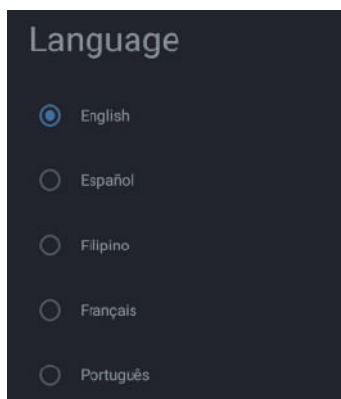 Language
English
Español
Filipino
Français
Português